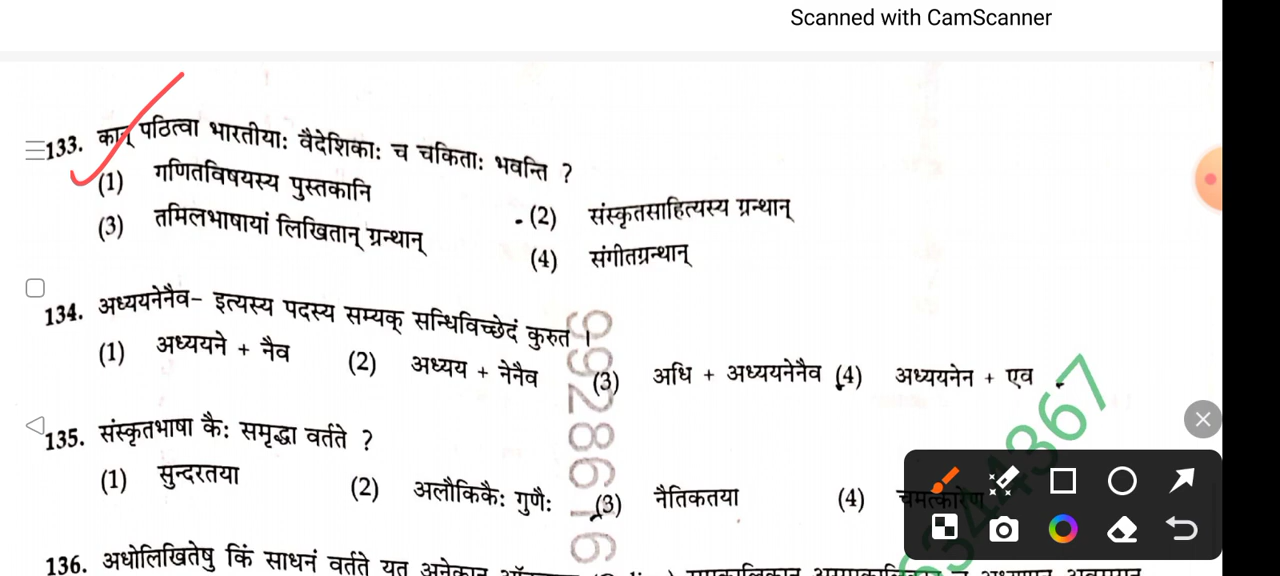 Scanned with CamScanner
133. कान् पठित्वा भारतीयाः वैदेशिकाः च चकिताः भवन्ति ?
(1) गणितविषयस्य पुस्तकानि (2) संस्कृतसाहित्यस्य ग्रन्थान्
(3) तमिलभाषायां लिखितान् ग्रन्थान् (4) संगीतग्रन्थान्
134. अध्ययनेनैव- इत्यस्य पदस्य सम्यक् सन्धिविच्छेदं कुरुत ।
(1) अध्ययने + नैव (2) अध्यय + नेनैव (3) अधि + अध्ययनेनैव (4) अध्ययनेन + एव
135. संस्कृतभाषा कैः समृद्धा वर्तते ?
(1) सुन्दरतया (2) अलौकिकैः गुणैः (3) नैतिकतया (4) चमत्कारेण
136. अधोलिखितेषु किं साधनं वर्तते यत् अनेकान्